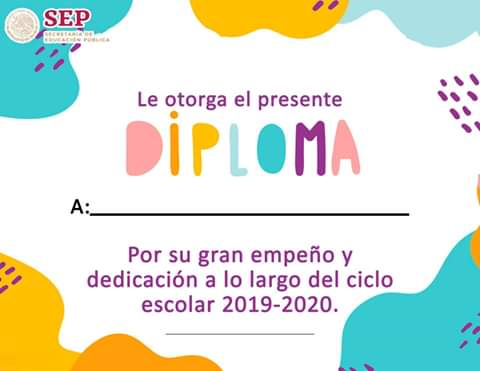 SEP
SECRETARÍA DE
EDUCACIÓN PÚBLICA
Le otorga el presente
DiPLOMA
A:
Por su gran empeño y
dedicación a lo largo del ciclo
escolar 2019-2020.